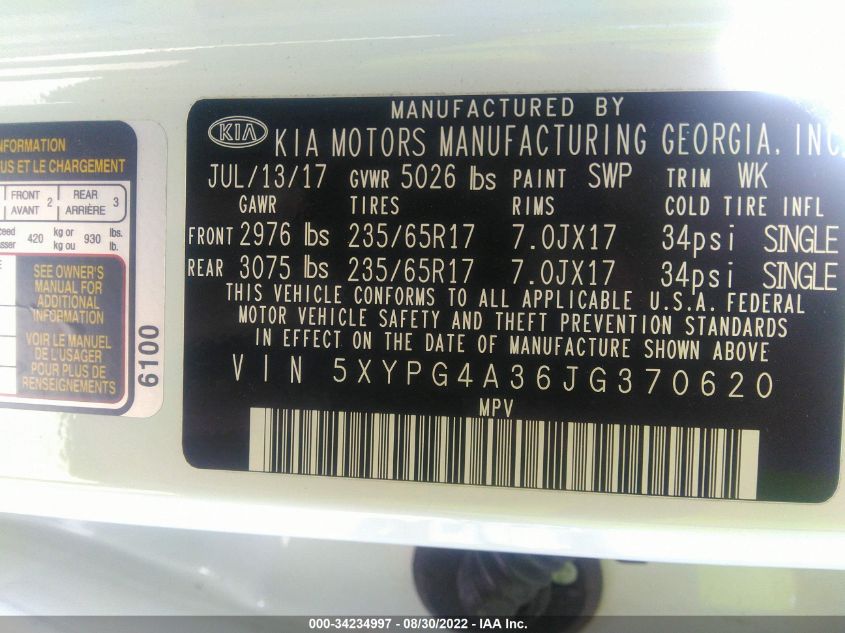 INFORMATION
US ET LE CHARGEMENT
FRONT 2 REAR 3
AVANT ARRIÈRE
420 kg or 930 lbs.
kg ou lb.
SEE OWNER'S
MANUAL FOR
ADDITIONAL
INFORMATION
VOIR LE MANUEL
DE L'USAGER
POUR PLUS DE
RENSEIGNEMENTS
6100
MANUFACTURED BY
KIA KIA MOTORS MANUFACTURING GEORGIA, INC
JUL/13/17 GVWR 5026 lbs PAINT SWP TRIM WK
GAWR TIRES RIMS COLD TIRE INFL
FRONT 2976 lbs 235/65R17 7.0JX17 34psi SINGLE
REAR 3075 lbs 235/65R17 7.0JX17 34psi SINGLE
THIS VEHICLE CONFORMS TO ALL APPLICABLE U.S.A. FEDERAL
MOTOR VEHICLE SAFETY AND THEFT PREVENTION STANDARDS
IN EFFECT ON THE DATE OF MANUFACTURE SHOWN ABOVE
VIN 5XYPG4A36JG370620
MPV
000-34234997 - 08/30/2022 - IAA Inc.